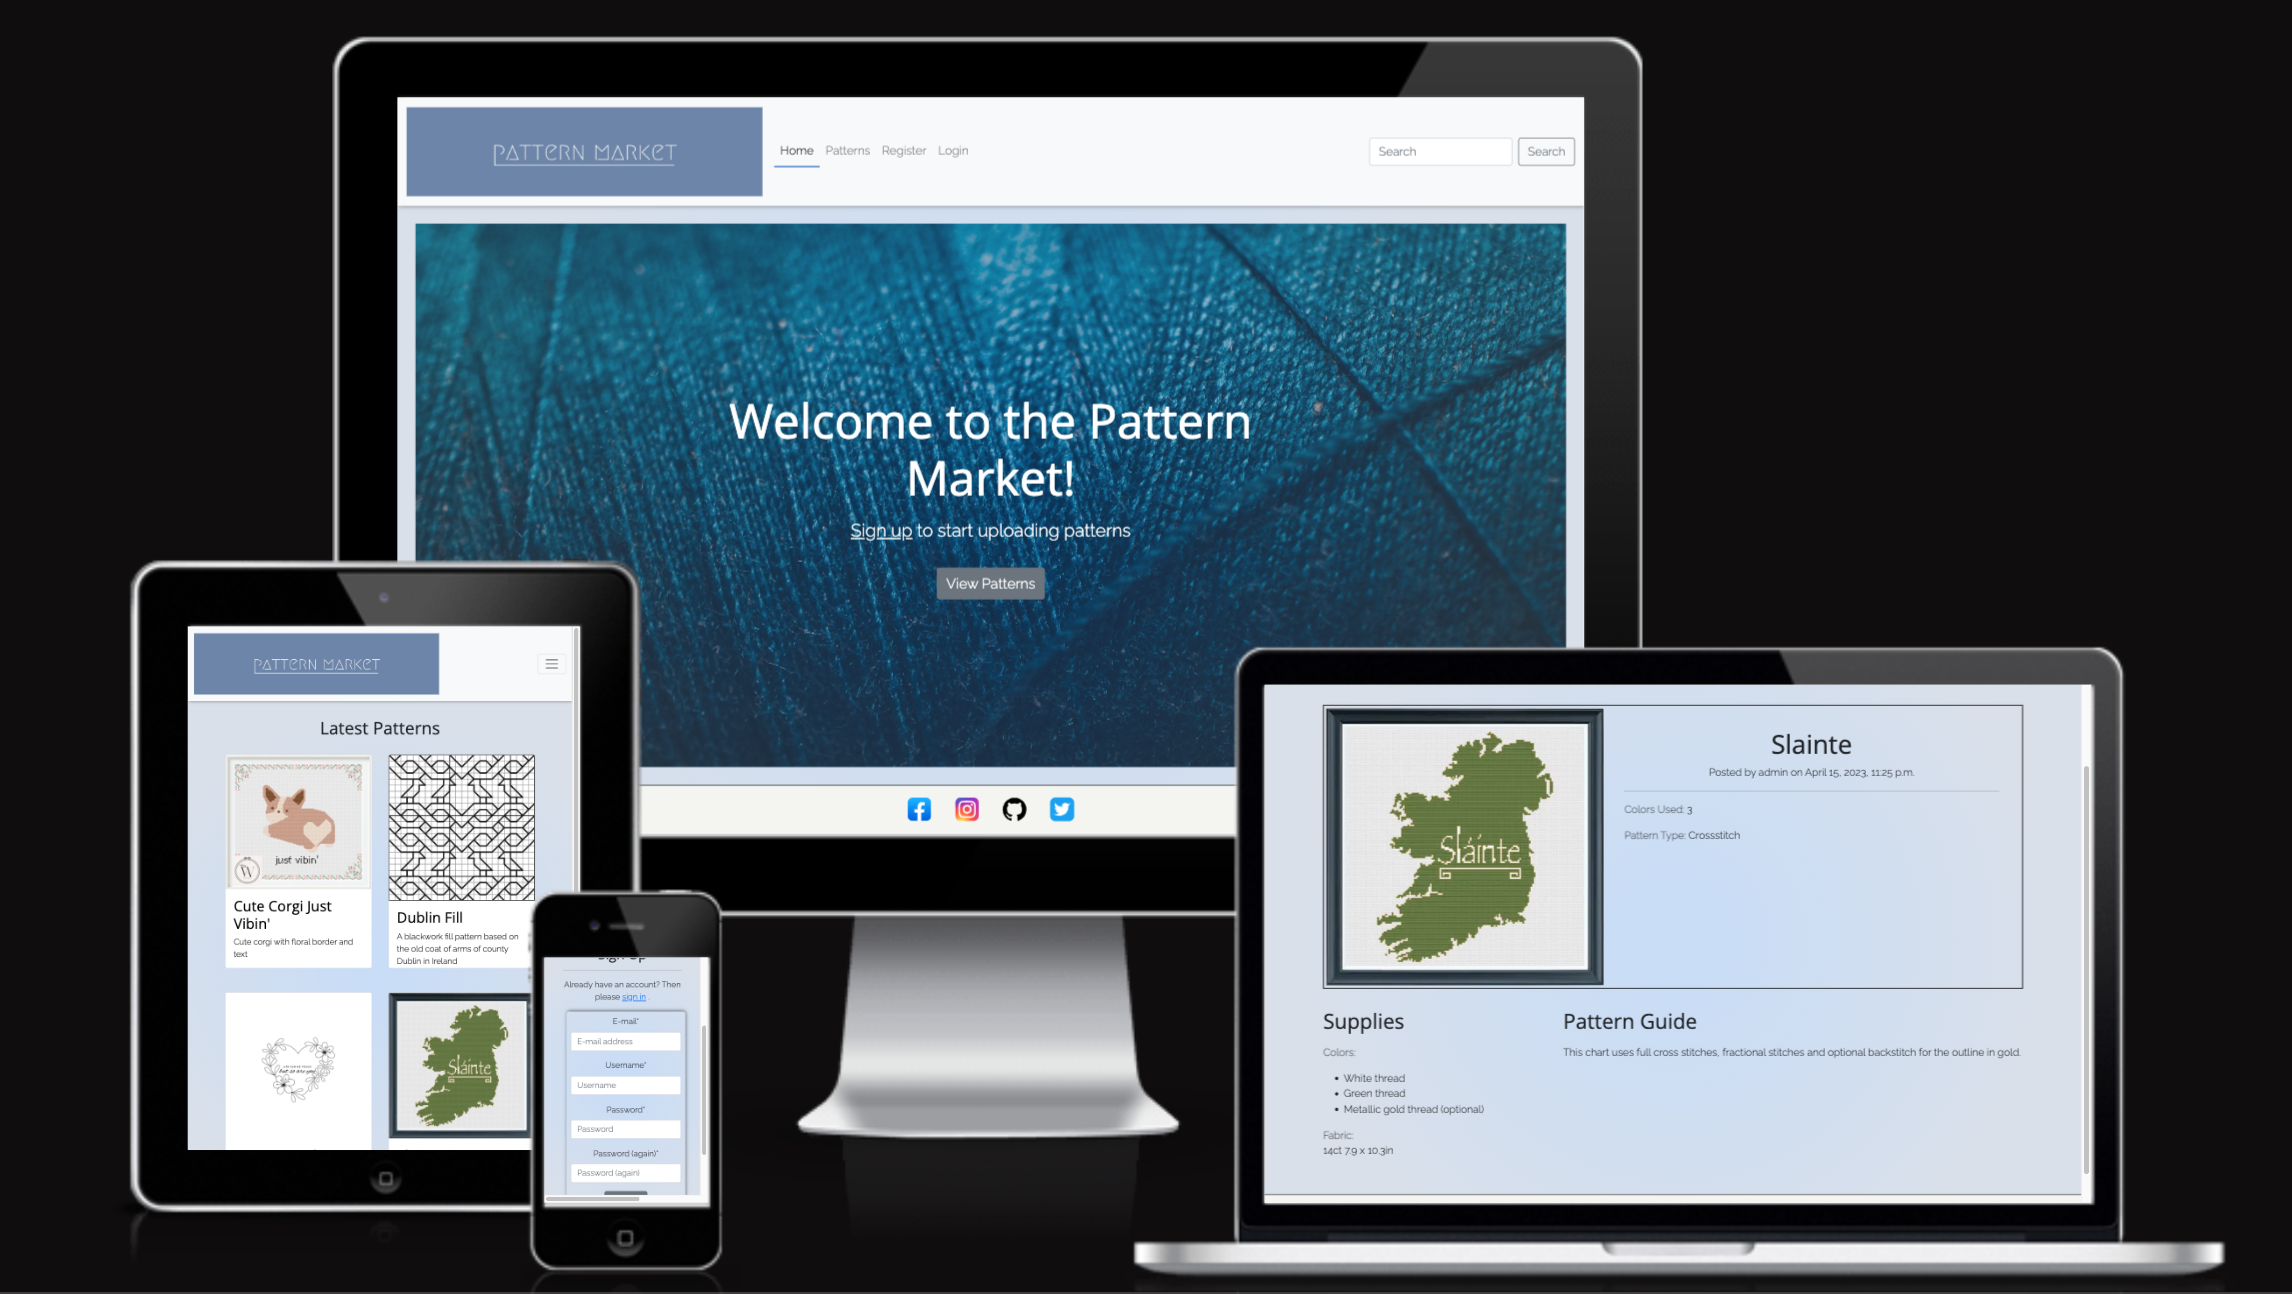 PATTERN MARKET
Home Patterns Register Login
Search Search
Welcome to the Pattern
Market!
Sign up to start uploading patterns
View Patterns
PATTERN MARKET
Latest Patterns
just vibin'
W
Cute Corgi Just
Vibin'
Cute corgi with floral border and
text
Dublin Fill
A blackwork fill pattern based on
the old coat of arms of county
Dublin in Ireland
but so are you
Sláinte
Sign Up
Already have an account? Then
please sign in .
E-mail*
E-mail address
Username*
Username
Password*
Password
Password (again)*
Password (again)
Sláinte
Slainte
Posted by admin on April 15, 2023, 11:25 p.m.
Colors Used: 3
Pattern Type: Crossstitch
Supplies
Colors:
White thread
Green thread
Metallic gold thread (optional)
Fabric:
14ct 7.9 x 10.3in
Pattern Guide
This chart uses full cross stitches, fractional stitches and optional backstitch for the outline in gold.